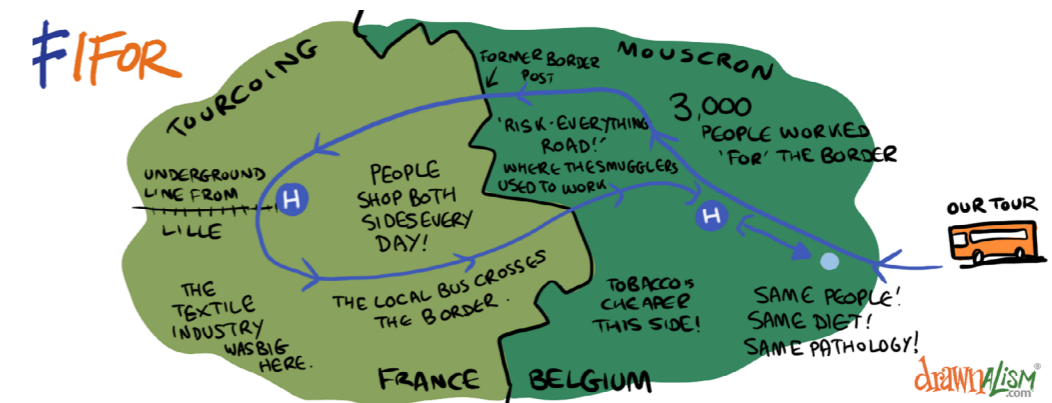 ≠IFOR
TOURCOING
FORMER BORDER
POST
MOUSCRON
3,000
PEOPLE WORKED
'FOR' THE BORDER
'RISK-EVERYTHING
ROAD!'
WHERE THE SMUGGLERS
USED TO WORK
UNDERGROUND
LINE FROM
LILLE
H
PEOPLE
SHOP BOTH
SIDES EVERY
DAY!
H
OUR TOUR
THE LOCAL BUS CROSSES
THE BORDER.
THE
TEXTILE
INDUSTRY
WAS BIG
HERE.
TOBACCO IS
CHEAPER
THIS SIDE!
SAME PEOPLE!
SAME DIET!
SAME PATHOLOGY!
FRANCE
BELGIUM
drawnALISM®
.com